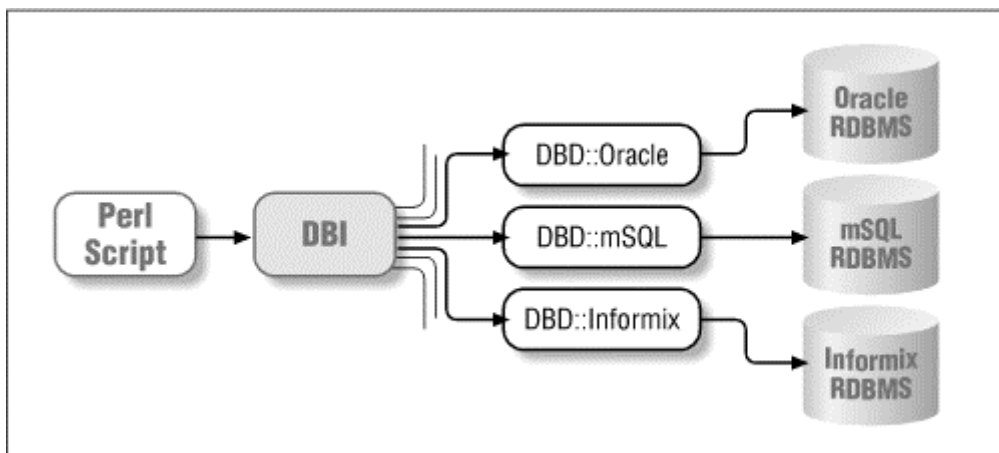 Perl
Script
DBI
DBD::Oracle
DBD::mSQL
DBD::Informix
Oracle
RDBMS
mSQL
RDBMS
Informix
RDBMS